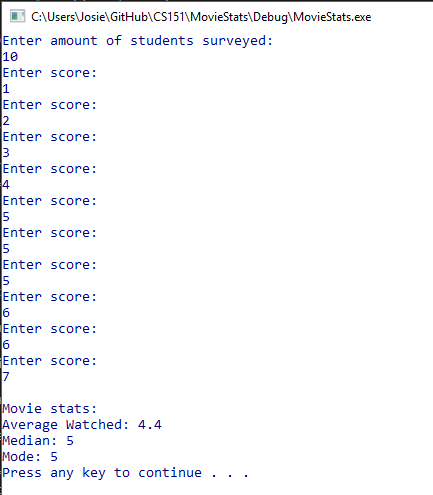 C:\Users\Josie\GitHub\CS151\MovieStats\Debug\MovieStats.exe
Enter amount of students surveyed:
10
Enter score:
1
Enter score:
2
Enter score:
3
Enter score:
4
Enter score:
5
Enter score:
5
Enter score:
5
Enter score:
6
Enter score:
6
Enter score:
7

Movie stats:
Average Watched: 4.4
Median: 5
Mode: 5
Press any key to continue . . .